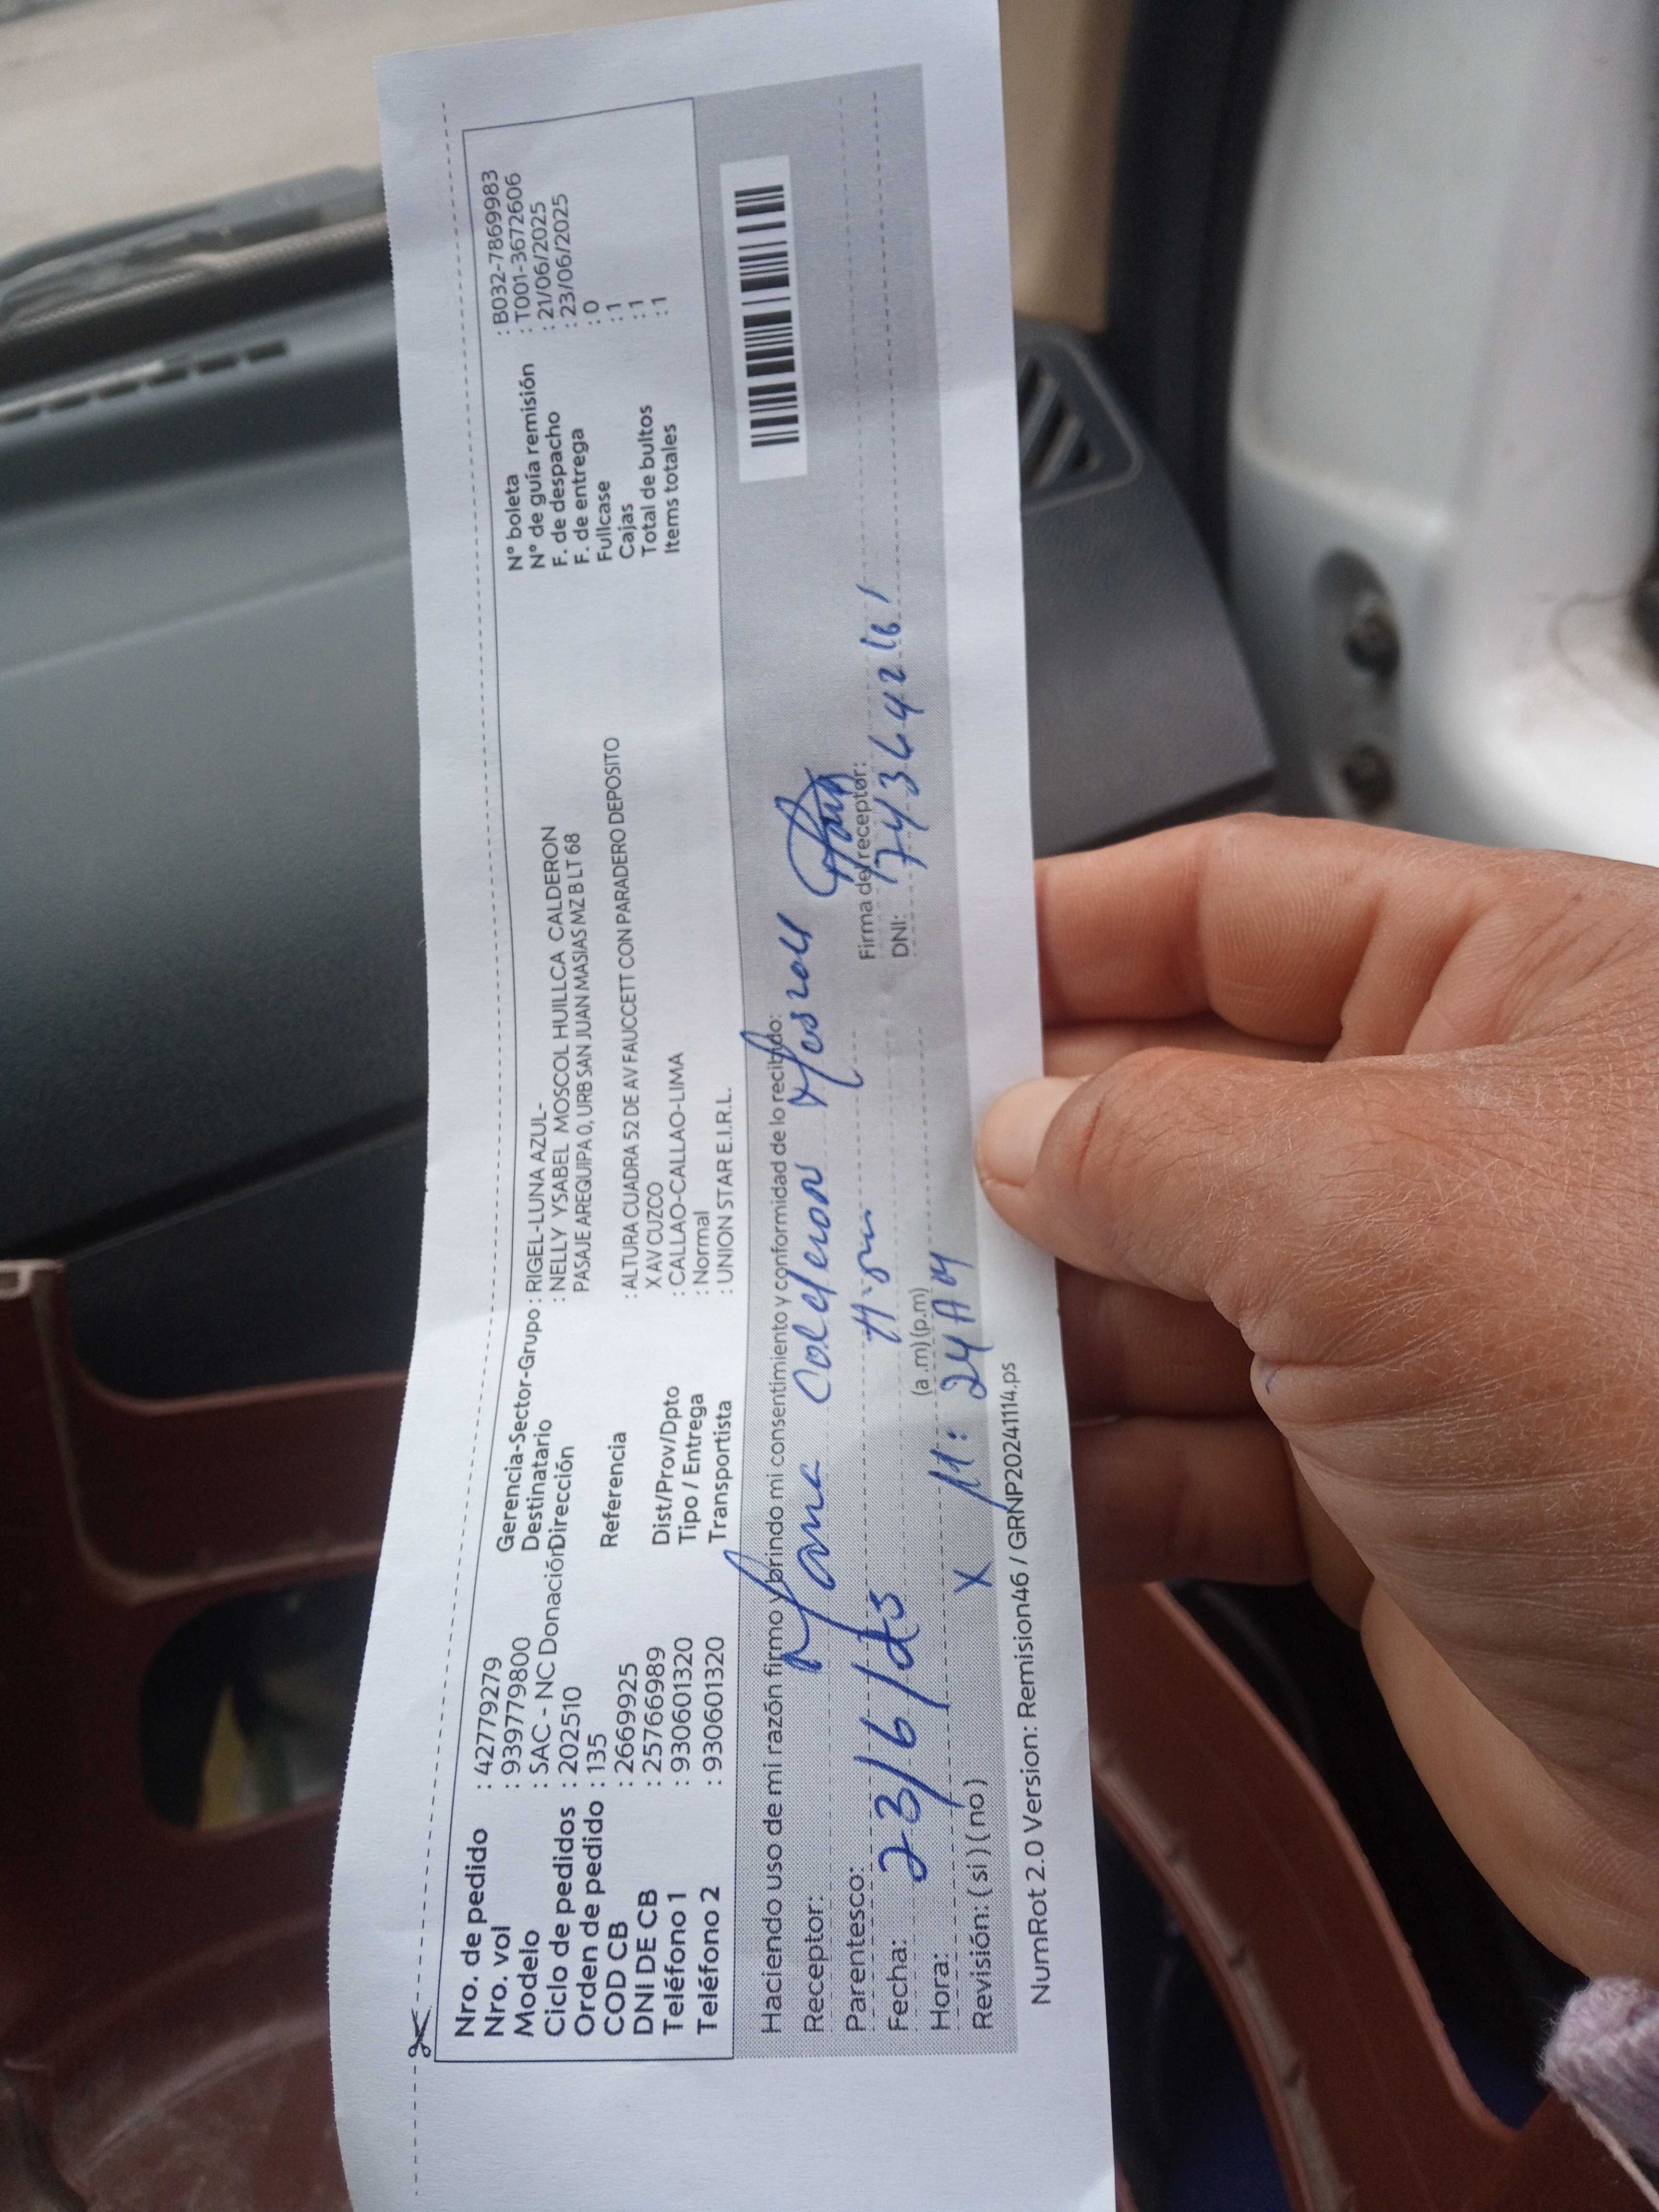 Nro. de pedido : 42779279
Nro. vol : 939779800
Modelo : SAC - NC Donación
Ciclo de pedidos : 202510
Orden de pedido : 135
COD CB : 2669925
DNI DE CB : 25766989
Teléfono 1 : 930601320
Teléfono 2 : 930601320
Gerencia-Sector-Grupo : RIGEL-LUNA AZUL-
Destinatario : NELLY YSABEL MOSCOL HUILLCA CALDERON
Dirección PASAJE AREQUIPA 0, URB SAN JUAN MASIAS MZ B LT 68
Referencia : ALTURA CUADRA 52 DE AV FAUCCETT CON PARADERO DEPOSITO
X AV CUZCO
Dist/Prov/Dpto : CALLAO-CALLAO-LIMA
Tipo / Entrega : Normal
Transportista : UNION STAR E.I.R.L.
N° boleta : B032-7869983
N° de guía remisión : T001-3672606
F. de despacho : 21/06/2025
F. de entrega : 23/06/2025
Fullcase : 0
Cajas : 1
Total de bultos : 1
Items totales : 1
Haciendo uso de mi razón firmo y brindo mi consentimiento y conformidad de lo recibido:
Receptor: Calderon Moscoll
Parentesco:
Fecha: 23/6/
Hora: (a .m) (p.m)
X 11:24 AM
Revisión: ( si ) ( no )
Firma del receptor:
DNI:
NumRot 2.0 Version: Remision46 / GRNP20241114.ps